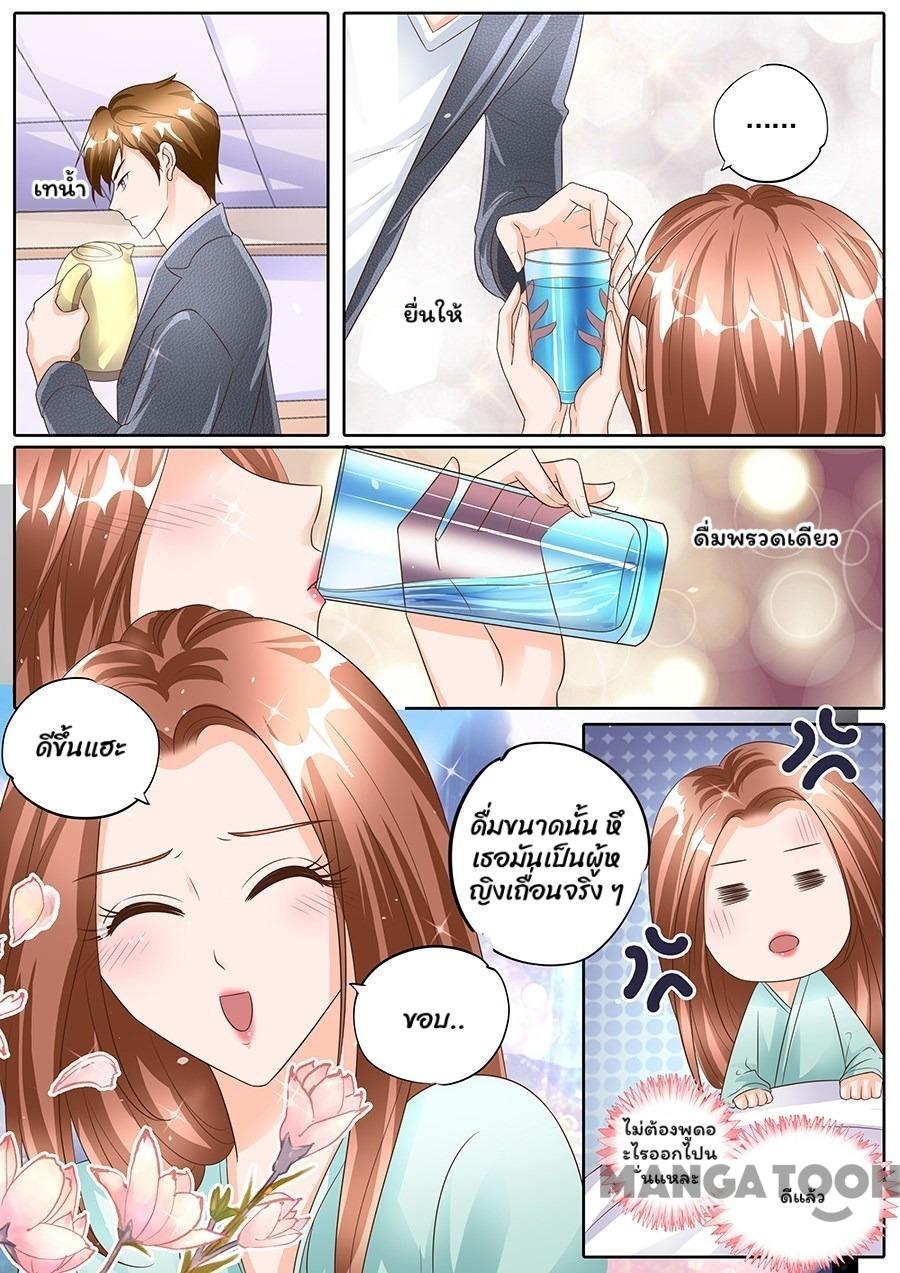 เทน้ำ
......
ยื่นให้
ดื่มพรวดเดียว
ดีขึ้นแฮะ
ดื่มขนาดนั้น หึ
เธอมันเป็นผู้ห
ญิงเถื่อนจริง ๆ
ขอบ..
ไม่ต้องพูดอ
ะไรออกไปน
ั่นแหละ
ดีแล้ว
MANGATOON